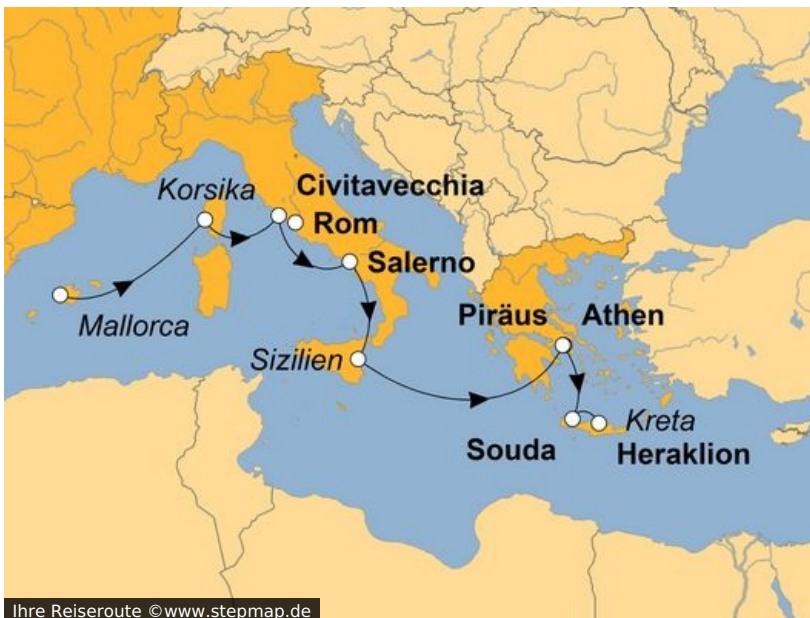 Korsika
Civitavecchia
Rom
Salerno
Mallorca
Sizilien
Piräus
Athen
Kreta
Souda
Heraklion
Ihre Reiseroute ©www.stepmap.de